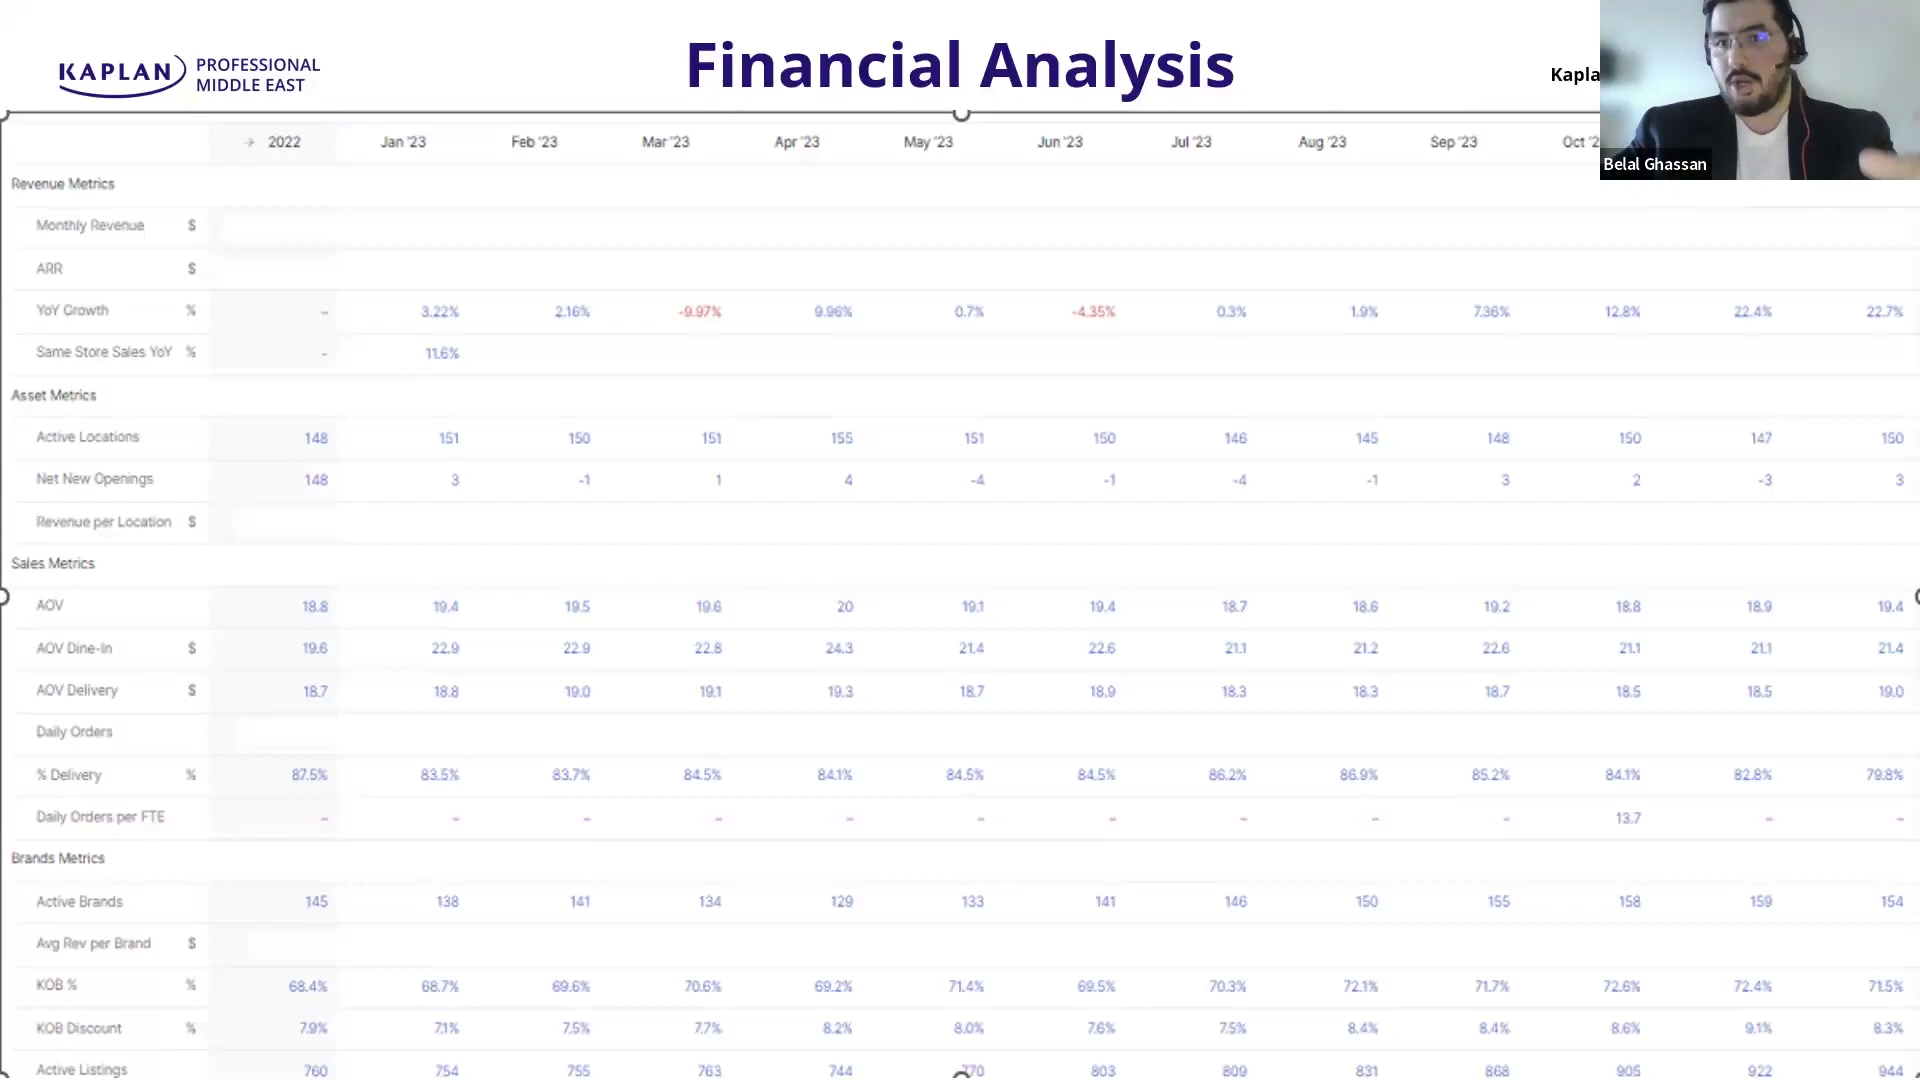 KAPLAN PROFESSIONAL MIDDLE EAST
Financial Analysis
Kapla
Belal Ghassan
→ 2022 Jan '23 Feb '23 Mar '23 Apr '23 May '23 Jun '23 Jul '23 Aug '23 Sep '23 Oct '2
Revenue Metrics
Monthly Revenue $
ARR $
YoY Growth % – 3.22% 2.16% -9.97% 9.96% 0.7% -4.35% 0.3% 1.9% 7.36% 12.8% 22.4% 22.7%
Same Store Sales YoY % - 11.6%
Asset Metrics
Active Locations 148 151 150 151 155 151 150 146 145 148 150 147 150
Net New Openings 148 3 -1 1 4 -4 -1 -4 -1 3 2 -3 3
Revenue per Location $
Sales Metrics
AOV 18.8 19.4 19.5 19.6 20 19.1 19.4 18.7 18.6 19.2 18.8 18.9 19.4
AOV Dine-In $ 19.6 22.9 22.9 22.8 24.3 21.4 22.6 21.1 21.2 22.6 21.1 21.1 21.4
AOV Delivery $ 18.7 18.8 19.0 19.1 19.3 18.7 18.9 18.3 18.3 18.7 18.5 18.5 19.0
Daily Orders
% Delivery % 87.5% 83.5% 83.7% 84.5% 84.1% 84.5% 84.5% 86.2% 86.9% 85.2% 84.1% 82.8% 79.8%
Daily Orders per FTE – – – – – – – – – – 13.7 – –
Brands Metrics
Active Brands 145 138 141 134 129 133 141 146 150 155 158 159 154
Avg Rev per Brand $
KOB % % 68.4% 68.7% 69.6% 70.6% 69.2% 71.4% 69.5% 70.3% 72.1% 71.7% 72.6% 72.4% 71.5%
KOB Discount % 7.9% 7.1% 7.5% 7.7% 8.2% 8.0% 7.6% 7.5% 8.4% 8.4% 8.6% 9.1% 8.3%
Active Listings 760 754 755 763 744 770 803 809 831 868 905 922 944